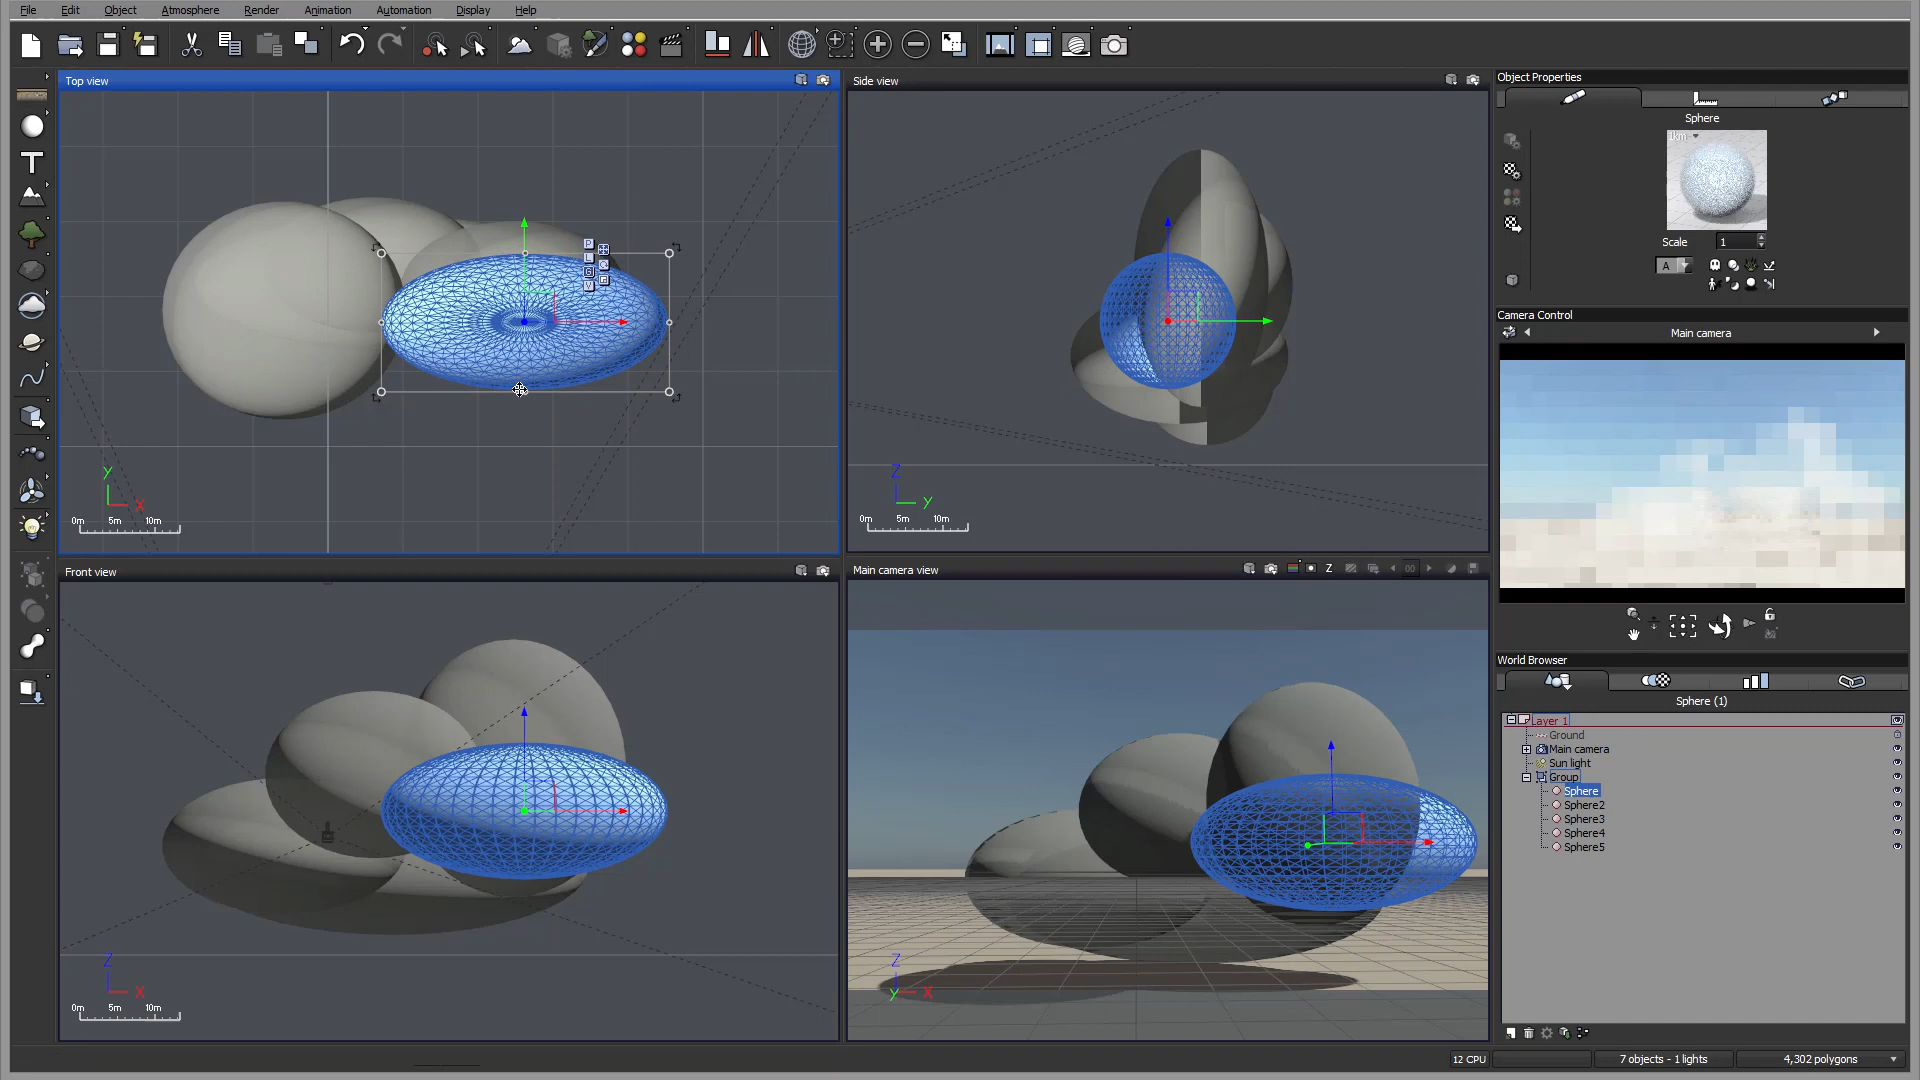 File Edit Object Atmosphere Render Animation Automation Display Help
Top view
Side view
Object Properties
Sphere
1km
Scale 1
A
P
L
G
V
Camera Control
Main camera
Y
X
0m 5m 10m
Z
Y
0m 5m 10m
Front view
Main camera view
Z
00
World Browser
Sphere (1)
Layer 1
Ground
Main camera
Sun light
Group
Sphere
Sphere2
Sphere3
Sphere4
Sphere5
Z
X
0m 5m 10m
Z
Y X
12 CPU
7 objects - 1 lights
4,302 polygons